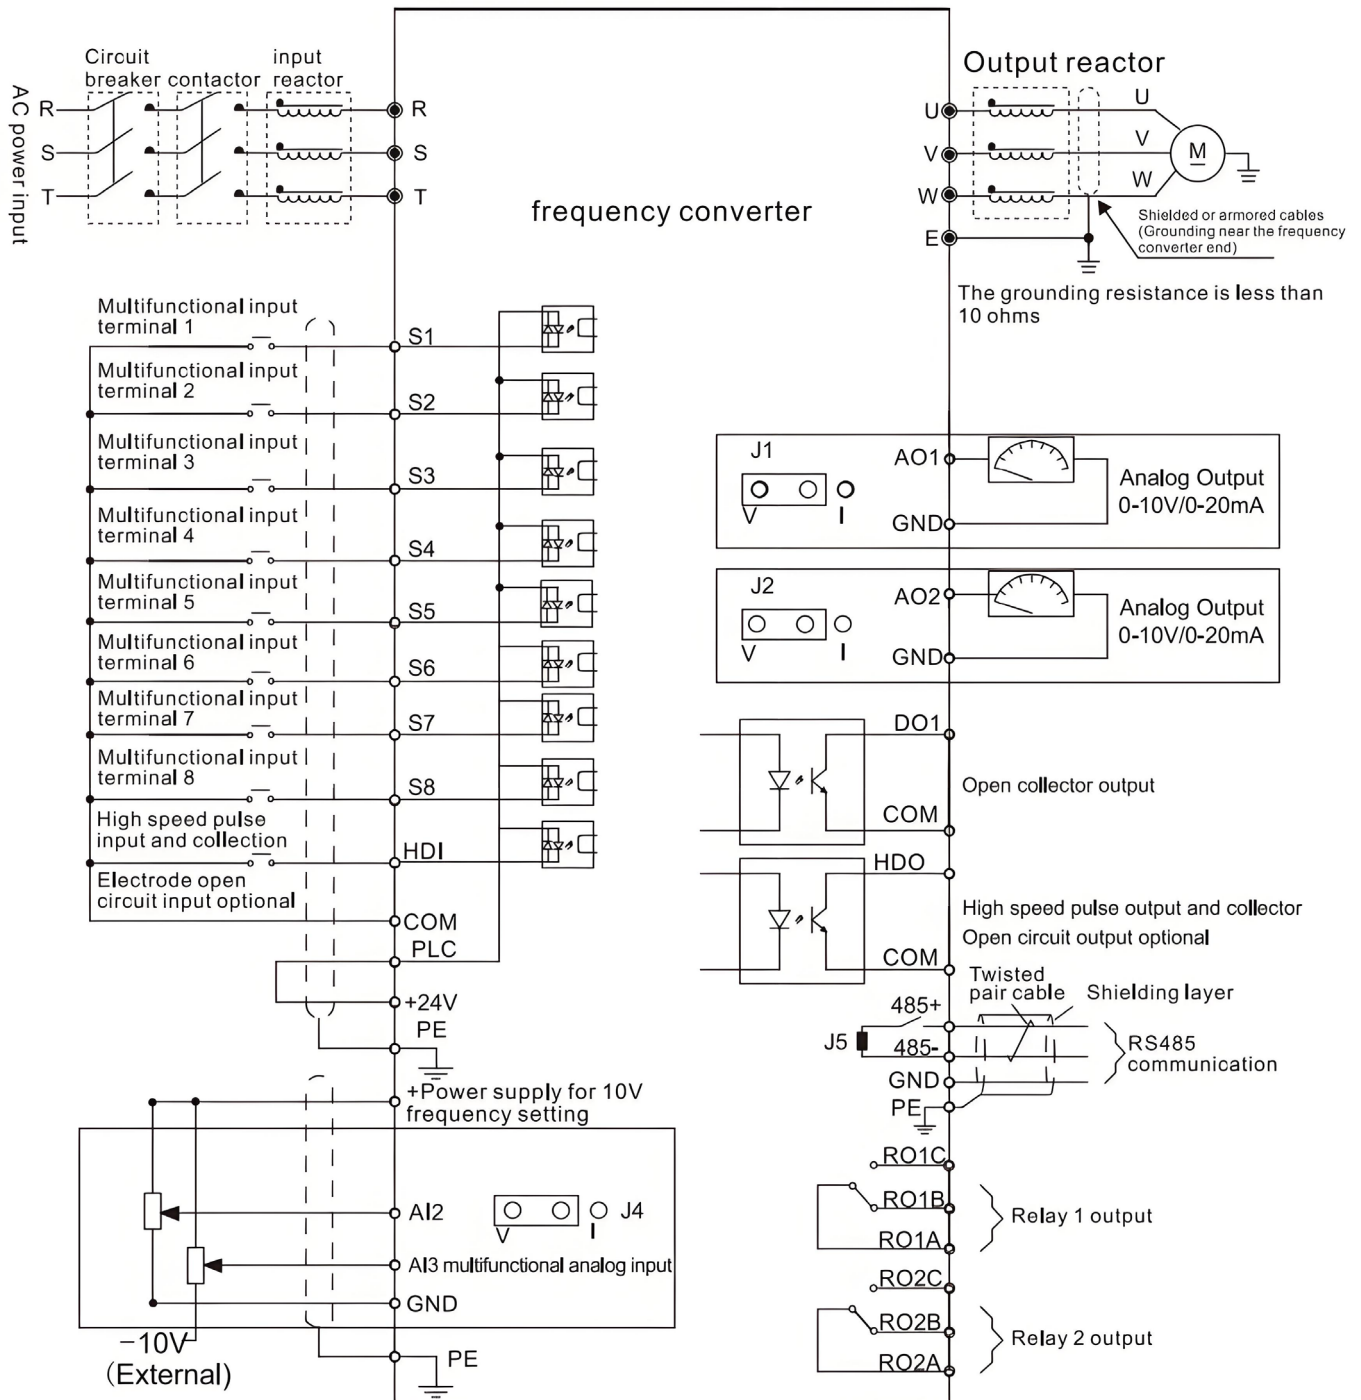 Circuit
breaker
contactor
input
reactor
AC power input
R
S
T
R
S
T
frequency converter
Output reactor
U
V
W
E
U
V
W
M
Shielded or armored cables
(Grounding near the frequency
converter end)
The grounding resistance is less than
10 ohms
Multifunctional input
terminal 1
S1
Multifunctional input
terminal 2
S2
Multifunctional input
terminal 3
S3
Multifunctional input
terminal 4
S4
Multifunctional input
terminal 5
S5
Multifunctional input
terminal 6
S6
Multifunctional input
terminal 7
S7
Multifunctional input
terminal 8
S8
High speed pulse
input and collection
HDI
Electrode open
circuit input optional
COM
PLC
+24V
PE
+Power supply for 10V
frequency setting
AI2
V
I
J4
AI3 multifunctional analog input
GND
−10V
(External)
PE
J1
V
I
AO1
GND
Analog Output
0-10V/0-20mA
J2
V
I
AO2
GND
Analog Output
0-10V/0-20mA
DO1
COM
Open collector output
HDO
COM
High speed pulse output and collector
Open circuit output optional
Twisted
pair cable
Shielding layer
485+
J5
485-
GND
PE
RS485
communication
RO1C
RO1B
RO1A
Relay 1 output
RO2C
RO2B
RO2A
Relay 2 output